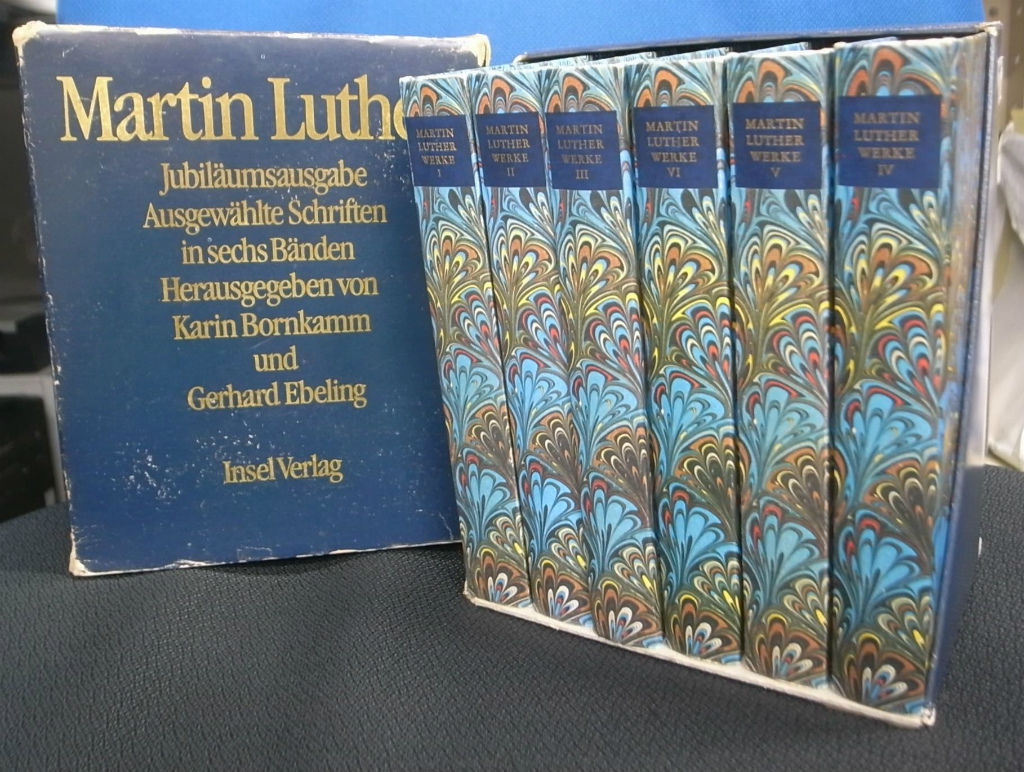 Martin Luthe
Jubiläumsausgabe
Ausgewählte Schriften
in sechs Bänden
Herausgegeben von
Karin Bornkamm
und
Gerhard Ebeling
Insel Verlag
MARTIN
LUTHER
WERKE
I
MARTIN
LUTHER
WERKE
II
MARTIN
LUTHER
WERKE
III
MARTIN
LUTHER
WERKE
VI
MARTIN
LUTHER
WERKE
V
MARTIN
LUTHER
WERKE
IV